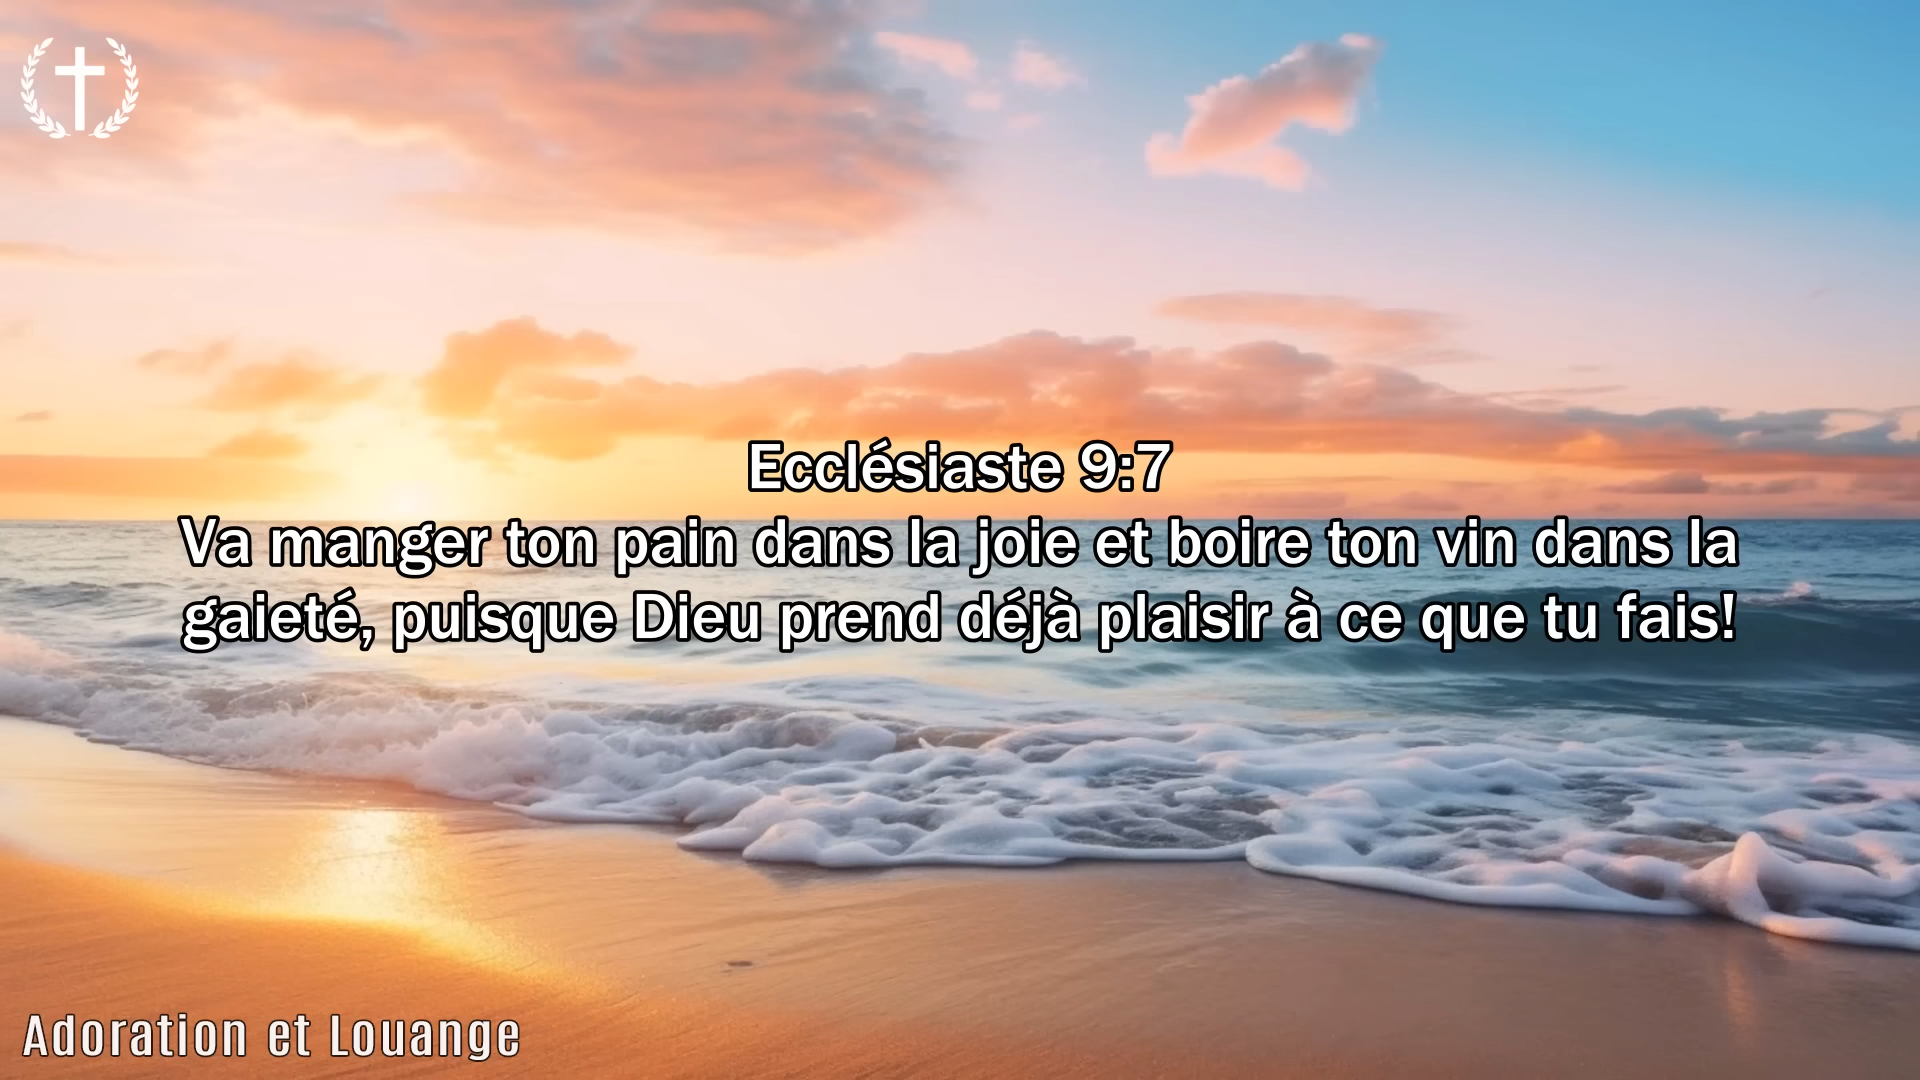 Ecclésiaste 9:7
Va manger ton pain dans la joie et boire ton vin dans la
gaieté, puisque Dieu prend déjà plaisir à ce que tu fais!
Adoration et Louange